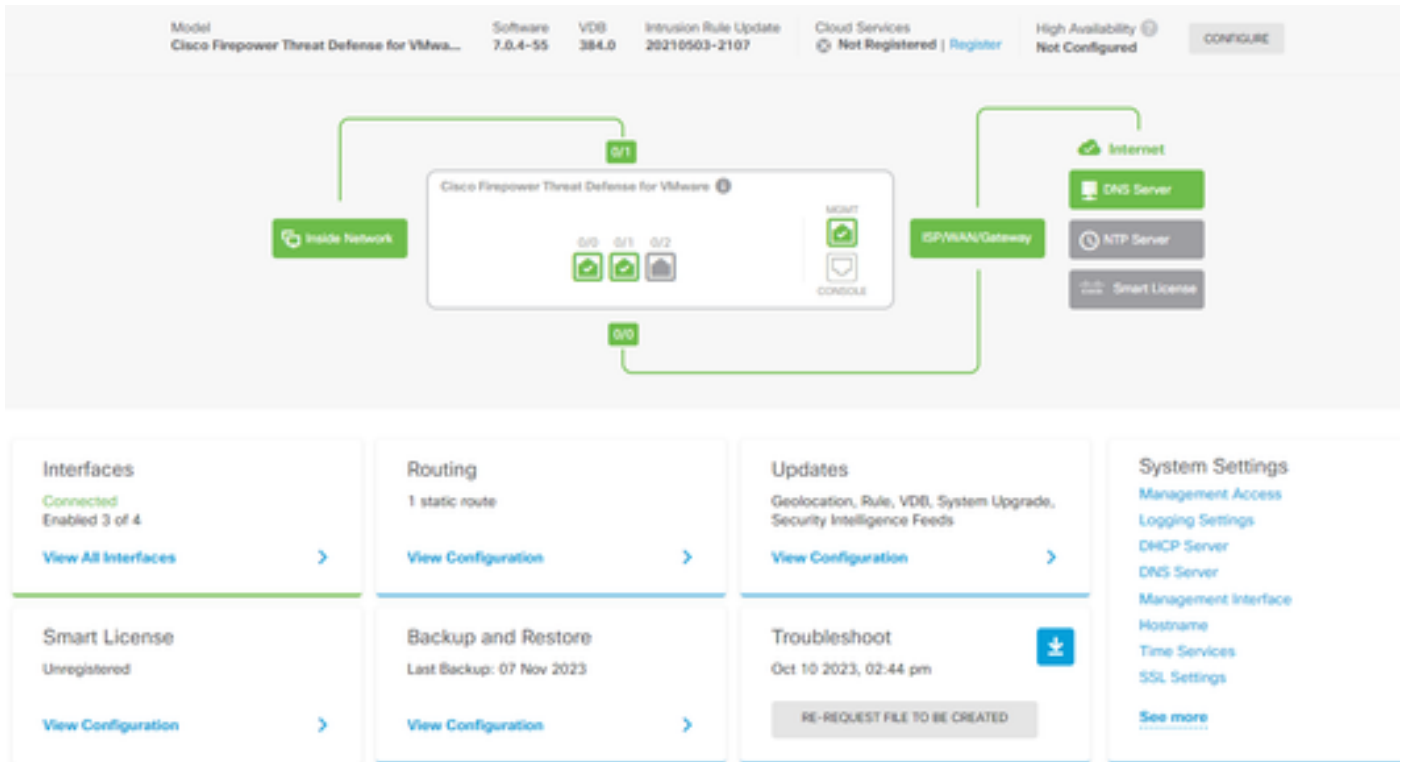 Model
Cisco Firepower Threat Defense for VMwa...
Software
7.0.4-55
VDB
384.0
Intrusion Rule Update
20210503-2107
Cloud Services
Not Registered | Register
High Availability ?
Not Configured
CONFIGURE
0/1
Internet
Cisco Firepower Threat Defense for VMware
DNS Server
MGMT
Inside Network
ISP/WAN/Gateway
NTP Server
0/0 0/1 0/2
CONSOLE
Smart License
0/0
Interfaces
Connected
Enabled 3 of 4
View All Interfaces
Routing
1 static route
View Configuration
Updates
Geolocation, Rule, VDB, System Upgrade,
Security Intelligence Feeds
View Configuration
System Settings
Management Access
Logging Settings
DHCP Server
DNS Server
Management Interface
Hostname
Time Services
SSL Settings
See more
Smart License
Unregistered
View Configuration
Backup and Restore
Last Backup: 07 Nov 2023
View Configuration
Troubleshoot
Oct 10 2023, 02:44 pm
RE-REQUEST FILE TO BE CREATED